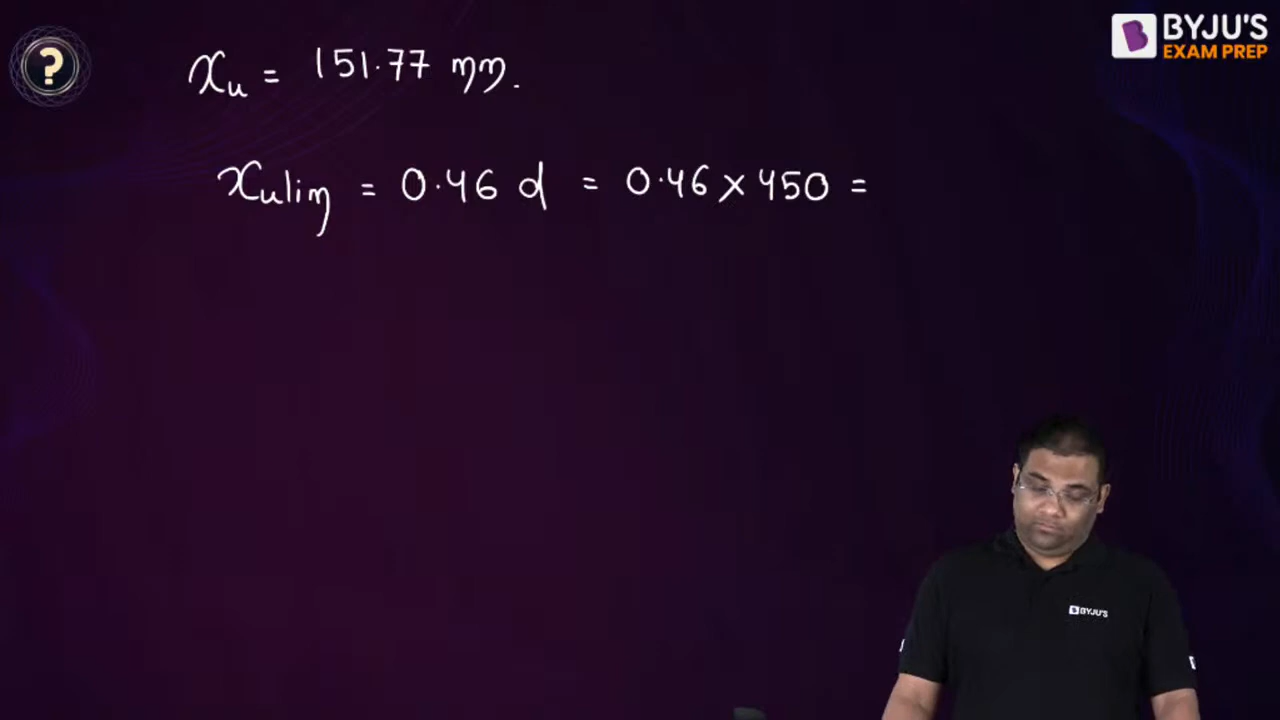 BYJU'S
EXAM PREP
?
xu = 151.77 mm.
xulim = 0.46 d = 0.46 × 450 =
BYJU'S